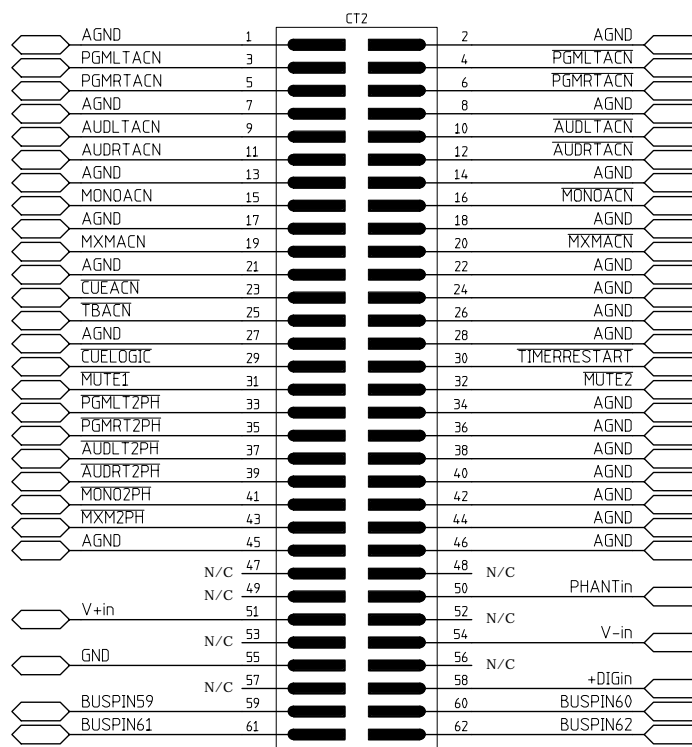 CT2
AGND 1 2 AGND
PGMLTACN 3 4 PGMLTACN
PGMRTACN 5 6 PGMRTACN
AGND 7 8 AGND
AUDLTACN 9 10 AUDLTACN
AUDRTACN 11 12 AUDRTACN
AGND 13 14 AGND
MONOACN 15 16 MONOACN
AGND 17 18 AGND
MXMACN 19 20 MXMACN
AGND 21 22 AGND
CUEACN 23 24 AGND
TBACN 25 26 AGND
AGND 27 28 AGND
CUELOGIC 29 30 TIMERRESTART
MUTE1 31 32 MUTE2
PGMLT2PH 33 34 AGND
PGMRT2PH 35 36 AGND
AUDLT2PH 37 38 AGND
AUDRT2PH 39 40 AGND
MONO2PH 41 42 AGND
MXM2PH 43 44 AGND
AGND 45 46 AGND
N/C 47 48 N/C
N/C 49 50 PHANTin
V+in 51 52 N/C
N/C 53 54 V-in
GND 55 56 N/C
N/C 57 58 +DIGin
BUSPIN59 59 60 BUSPIN60
BUSPIN61 61 62 BUSPIN62